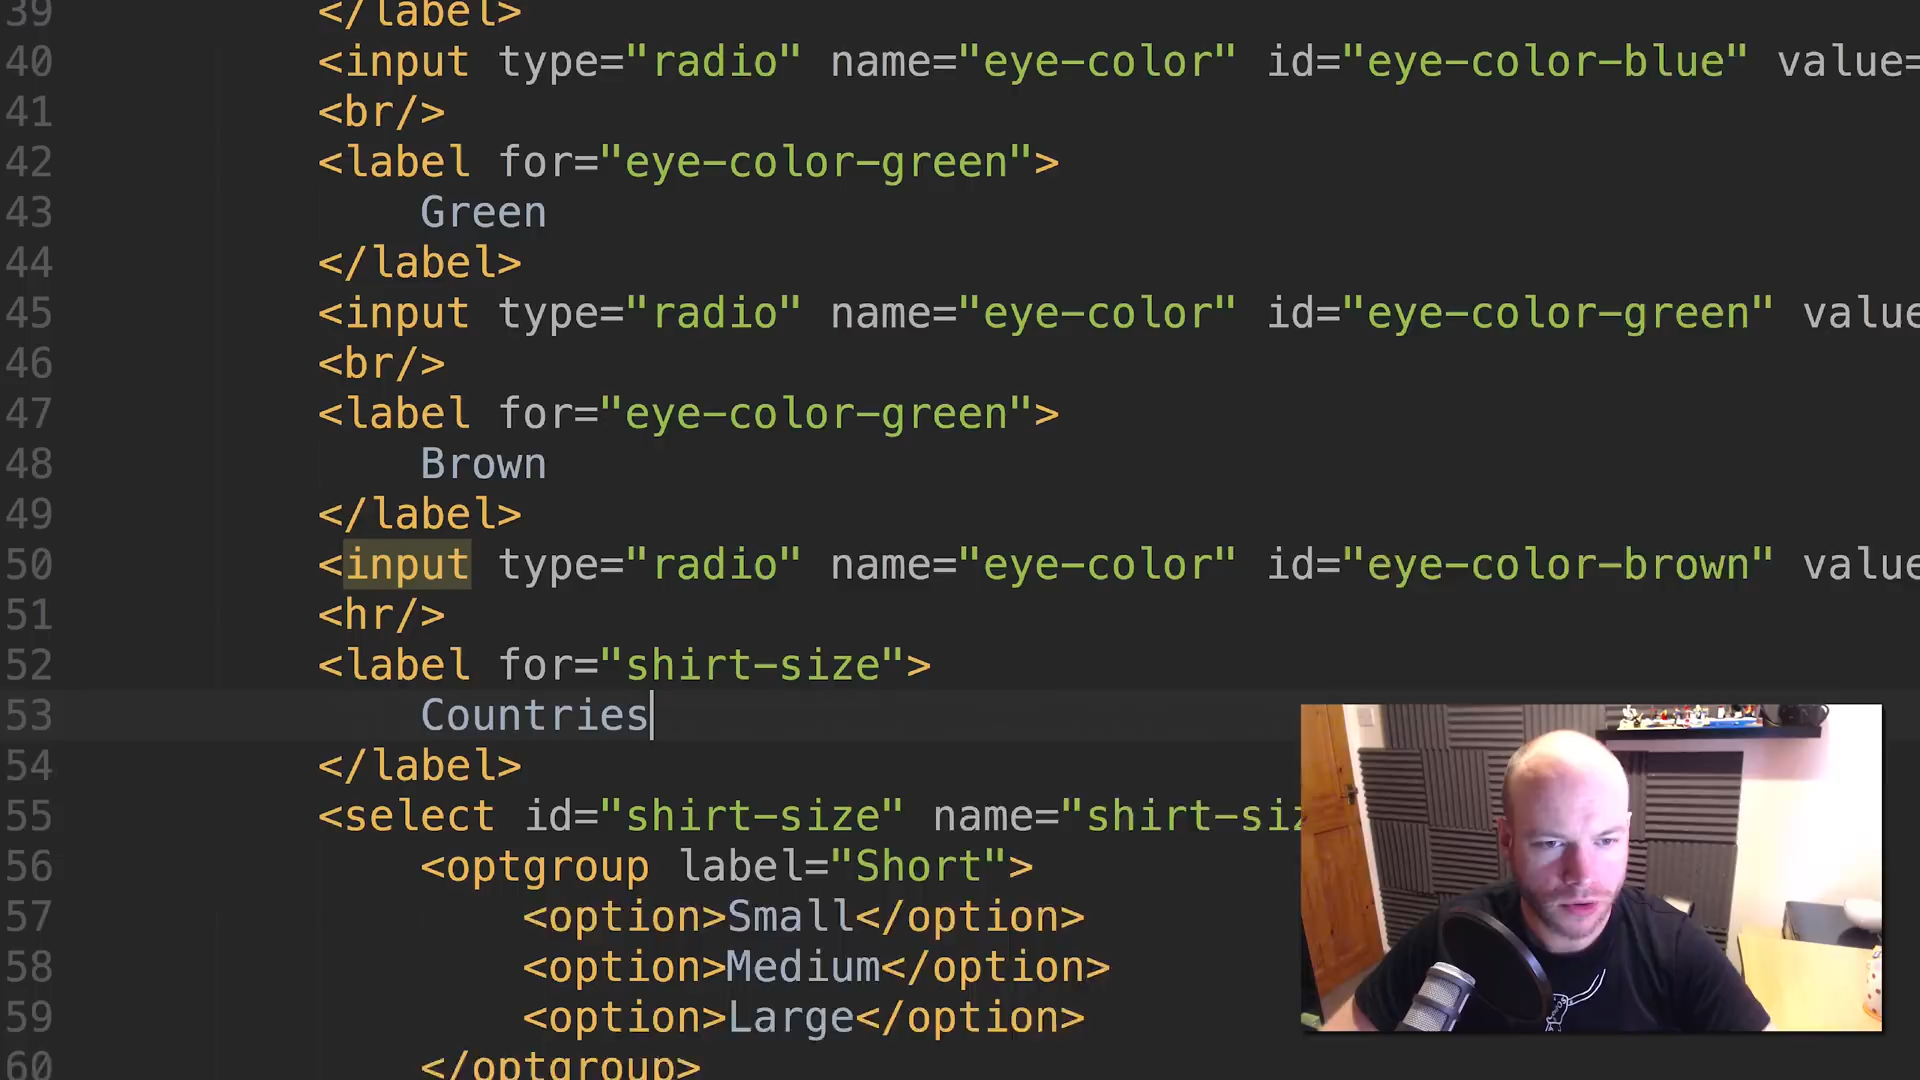 39 </label>
40 <input type="radio" name="eye-color" id="eye-color-blue" value=
41 <br/>
42 <label for="eye-color-green">
43 Green
44 </label>
45 <input type="radio" name="eye-color" id="eye-color-green" value
46 <br/>
47 <label for="eye-color-green">
48 Brown
49 </label>
50 <input type="radio" name="eye-color" id="eye-color-brown" value
51 <hr/>
52 <label for="shirt-size">
53 Countries
54 </label>
55 <select id="shirt-size" name="shirt-siz
56 <optgroup label="Short">
57 <option>Small</option>
58 <option>Medium</option>
59 <option>Large</option>
60 </optgroup>